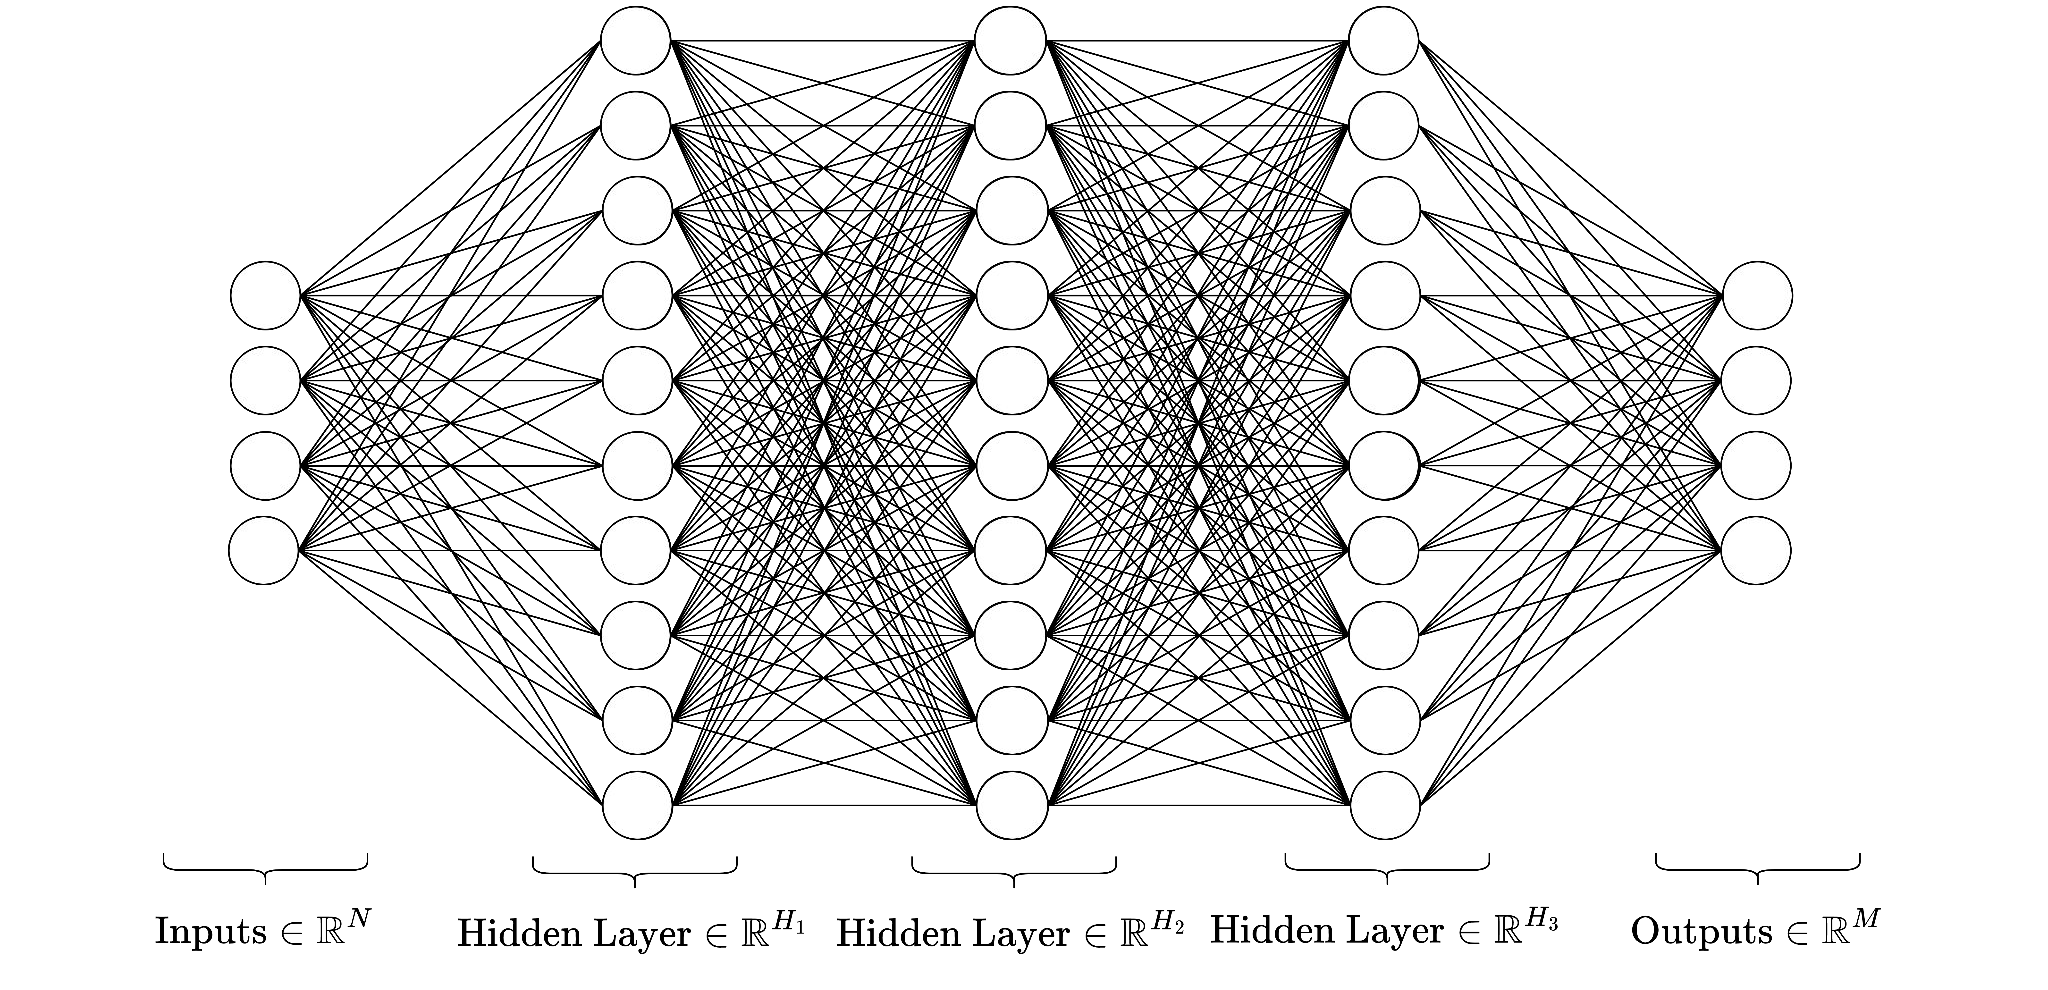 Inputs ∈ ℝ^N
Hidden Layer ∈ ℝ^{H_1}
Hidden Layer ∈ ℝ^{H_2}
Hidden Layer ∈ ℝ^{H_3}
Outputs ∈ ℝ^M